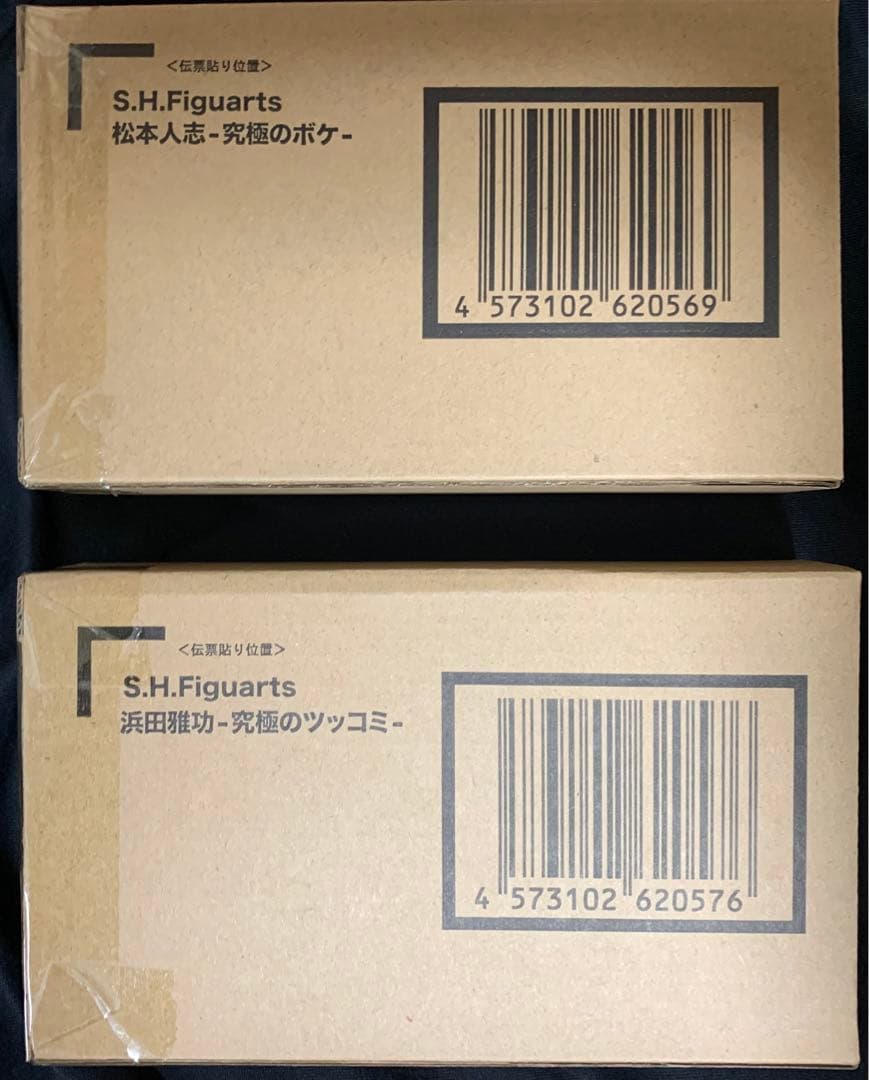 <伝票貼り位置>
S.H.Figuarts
松本人志-究極のボケ-
4 573102 620569
<伝票貼り位置>
S.H.Figuarts
浜田雅功-究極のツッコミ-
4 573102 620576